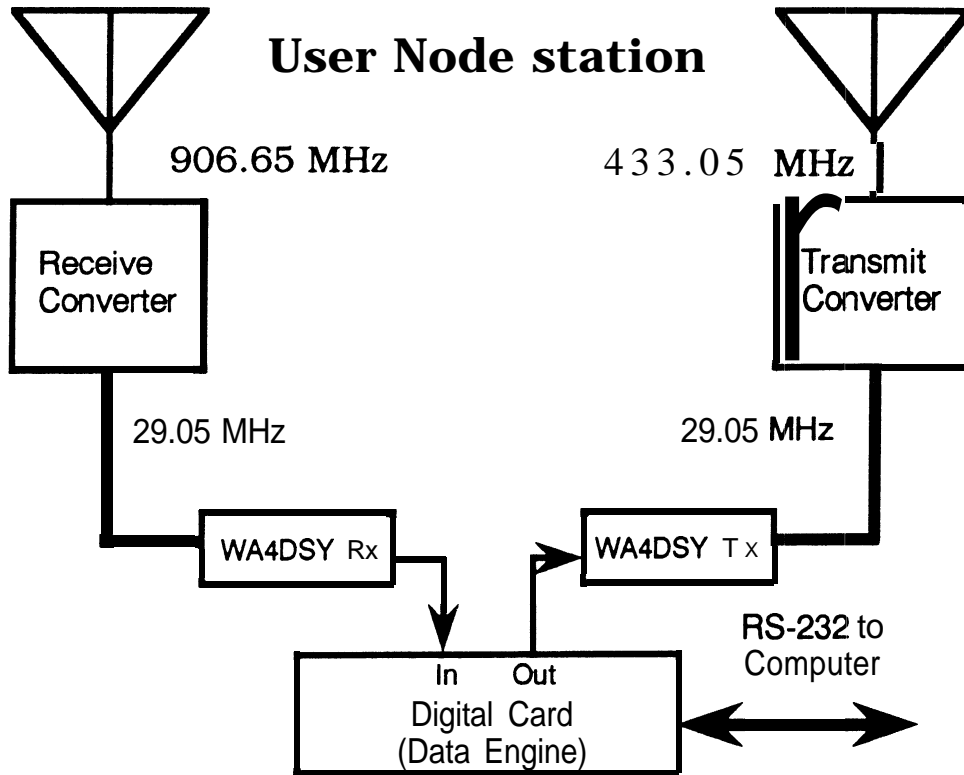 User Node station
906.65 MHz
433.05 MHz
Receive
Converter
Transmit
Converter
29.05 MHz
29.05 MHz
WA4DSY Rx
WA4DSY Tx
RS-232 to
Computer
In
Out
Digital Card
(Data Engine)